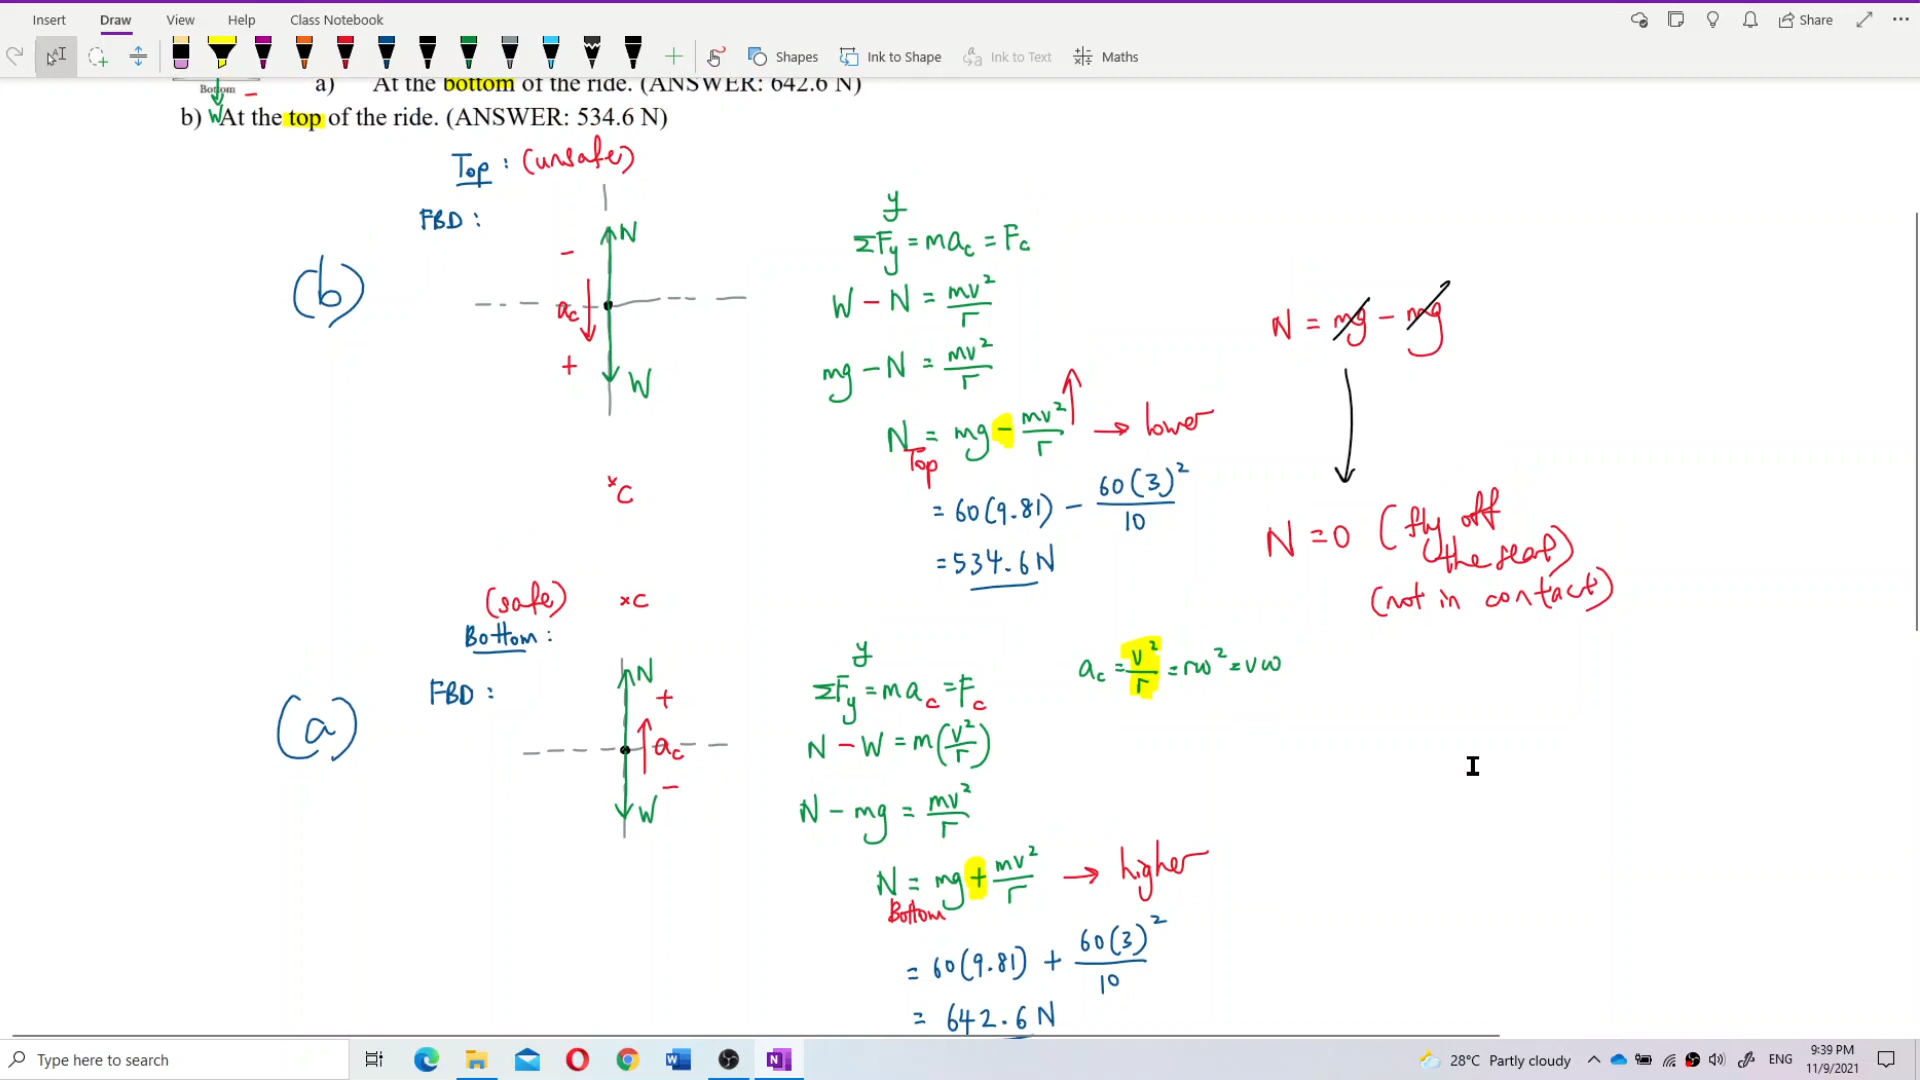 Insert Draw View Help Class Notebook Share
Shapes Ink to Shape Ink to Text Maths
Bottom - a) At the bottom of the ride. (ANSWER: 642.6 N)
W
b) At the top of the ride. (ANSWER: 534.6 N)
Top : (unsafe)
FBD :
(b)
N
-
ac
+
W
×C
y
ΣFy = mac = Fc
W - N = mv²/r
mg - N = mv²/r
N Top = mg - mv²/r → lower
= 60(9.81) - 60(3)²/10
= 534.6 N
N = mg - mg
N = 0 (fly off
the seat)
(not in contact)
(safe) ×C
Bottom :
FBD :
(a)
N
+
ac
-
W
y
ΣFy = mac = Fc
N - W = m(v²/r)
N - mg = mv²/r
N Bottom = mg + mv²/r → higher
= 60(9.81) + 60(3)²/10
= 642.6 N
ac = v²/r = rω² = vω
Type here to search
28°C Partly cloudy ENG 9:39 PM
11/9/2021